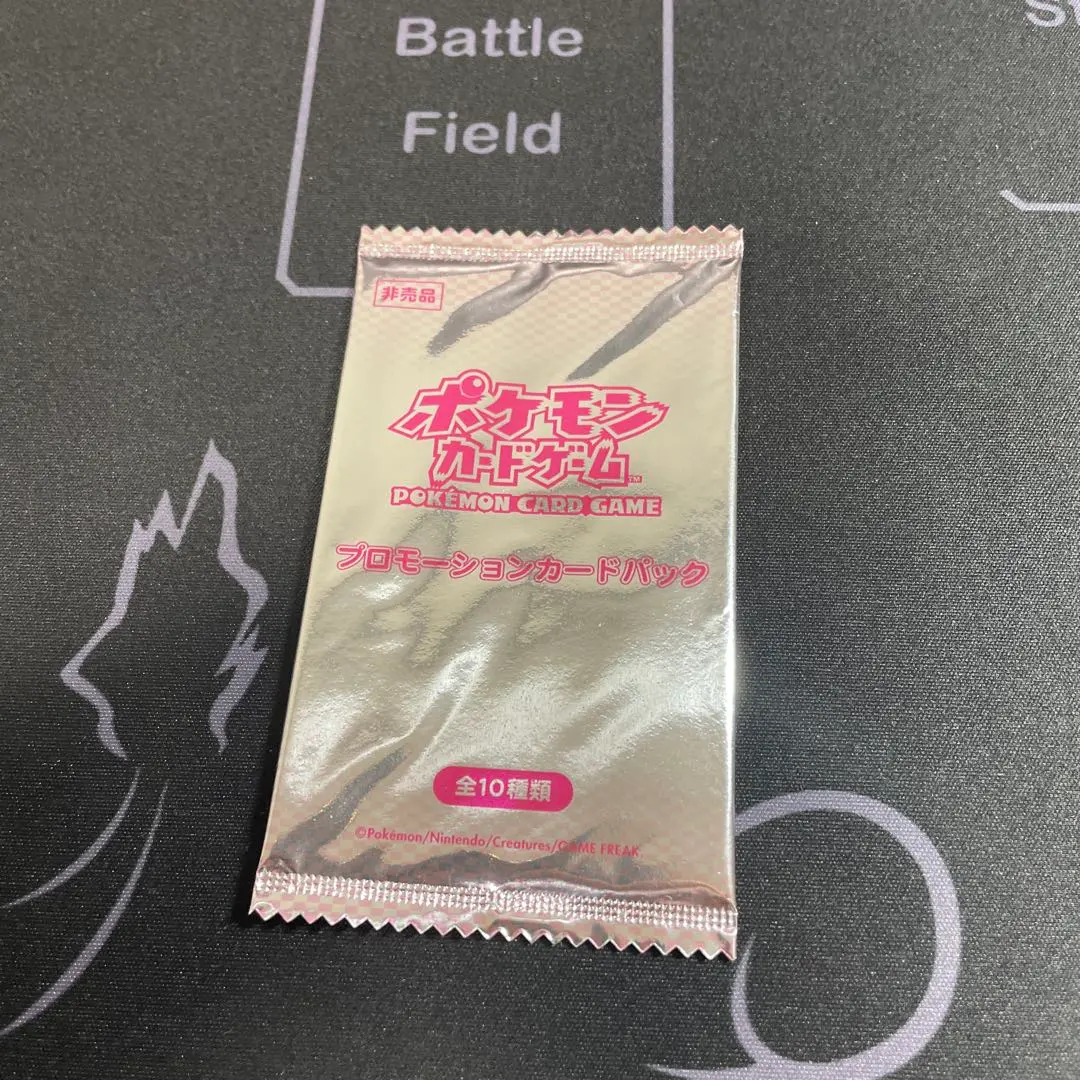 Battle
Field
非売品
ポケモン
カードゲーム™
POKÉMON CARD GAME
プロモーションカードパック
全10種類
©Pokémon/Nintendo/Creatures/GAME FREAK